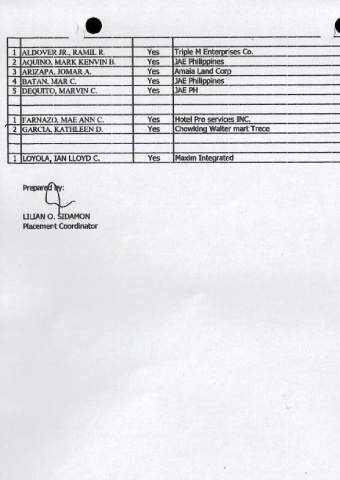 1 ALDOVER JR., RAMIL R. Yes Triple M Enterprises Co.
2 AQUINO, MARK KENVIN B. Yes JAE Philippines
3 ARIZAPA, JOMAR A. Yes Amaia Land Corp
4 BATAN, MAR C. Yes JAE Philippines
5 DEQUITO, MARVIN C. Yes JAE PH
1 FARNAZO, MAE ANN C. Yes Hotel Pro services INC.
2 GARCIA, KATHLEEN D. Yes Chowking Walter mart Trece
1 LOYOLA, IAN LLOYD C. Yes Maxim Integrated
Prepared by:
LILIAN O. SIDAMON
Placement Coordinator